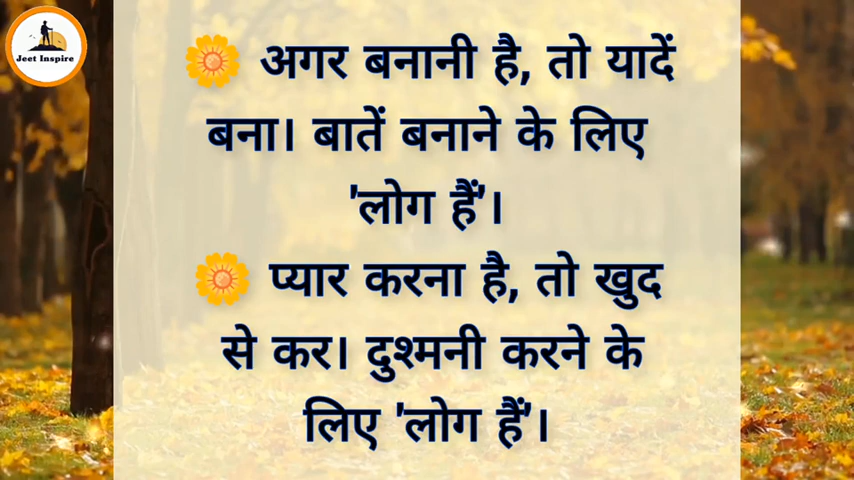 Jeet Inspire
🌼 अगर बनानी है, तो यादें
बना। बातें बनाने के लिए
'लोग हैं'।
🌼 प्यार करना है, तो खुद
से कर। दुश्मनी करने के
लिए 'लोग हैं'।